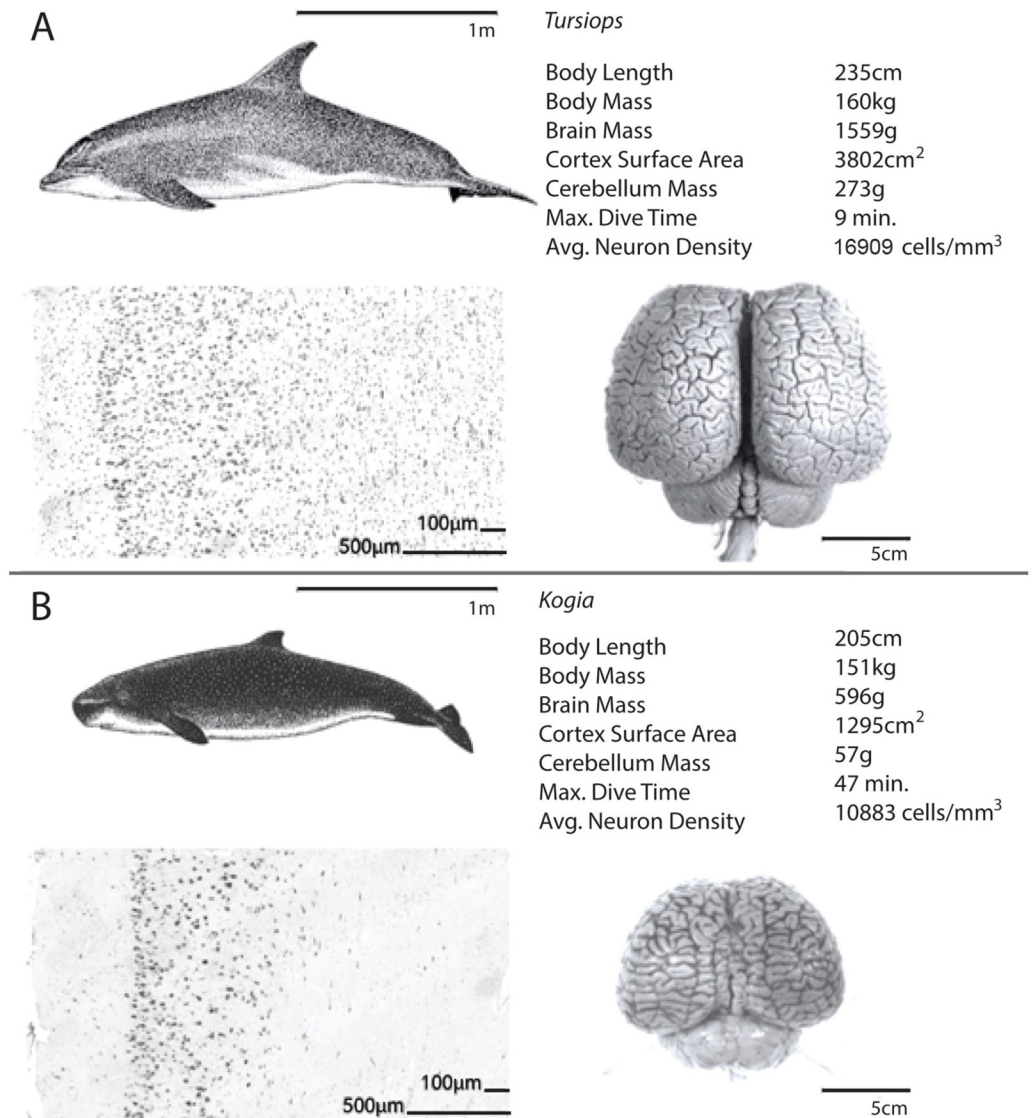 A
1m
Tursiops
Body Length 235cm
Body Mass 160kg
Brain Mass 1559g
Cortex Surface Area 3802cm²
Cerebellum Mass 273g
Max. Dive Time 9 min.
Avg. Neuron Density 16909 cells/mm³
100µm
500µm
5cm
B
1m
Kogia
Body Length 205cm
Body Mass 151kg
Brain Mass 596g
Cortex Surface Area 1295cm²
Cerebellum Mass 57g
Max. Dive Time 47 min.
Avg. Neuron Density 10883 cells/mm³
100µm
500µm
5cm